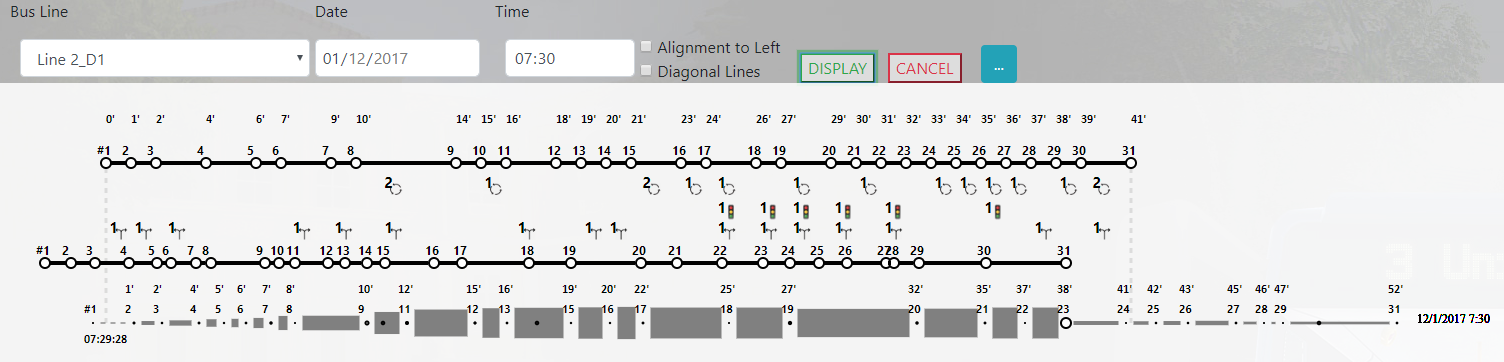 Bus Line Date Time
Line 2_D1 01/12/2017 07:30 Alignment to Left
Diagonal Lines
DISPLAY CANCEL ...
0' 1' 2' 4' 6' 7' 9' 10' 14' 15' 16' 18' 19' 20' 21' 23' 24' 26' 27' 29' 30' 31' 32' 33' 34' 35' 36' 37' 38' 39' 41'
#1 2 3 4 5 6 7 8 9 10 11 12 13 14 15 16 17 18 19 20 21 22 23 24 25 26 27 28 29 30 31
2 1 2 1 1 1 1 1 1 1 1 1 2
1 1 1 1 1 1
1 1 1 1 1 1 1 1 1 1 1 1 1 1 1 1
#1 2 3 4 5 6 7 8 9 10 11 12 13 14 15 16 17 18 19 20 21 22 23 24 25 26 27 28 29 30 31
1' 2' 4' 5' 6' 7' 8' 10' 12' 15' 16' 19' 20' 22' 25' 27' 32' 35' 37' 38' 41' 42' 43' 45' 46' 47' 52'
#1 2 3 4 5 6 7 8 9 11 12 13 15 16 17 18 19 20 21 22 23 24 25 26 27 28 29 31
12/1/2017 7:30
07:29:28